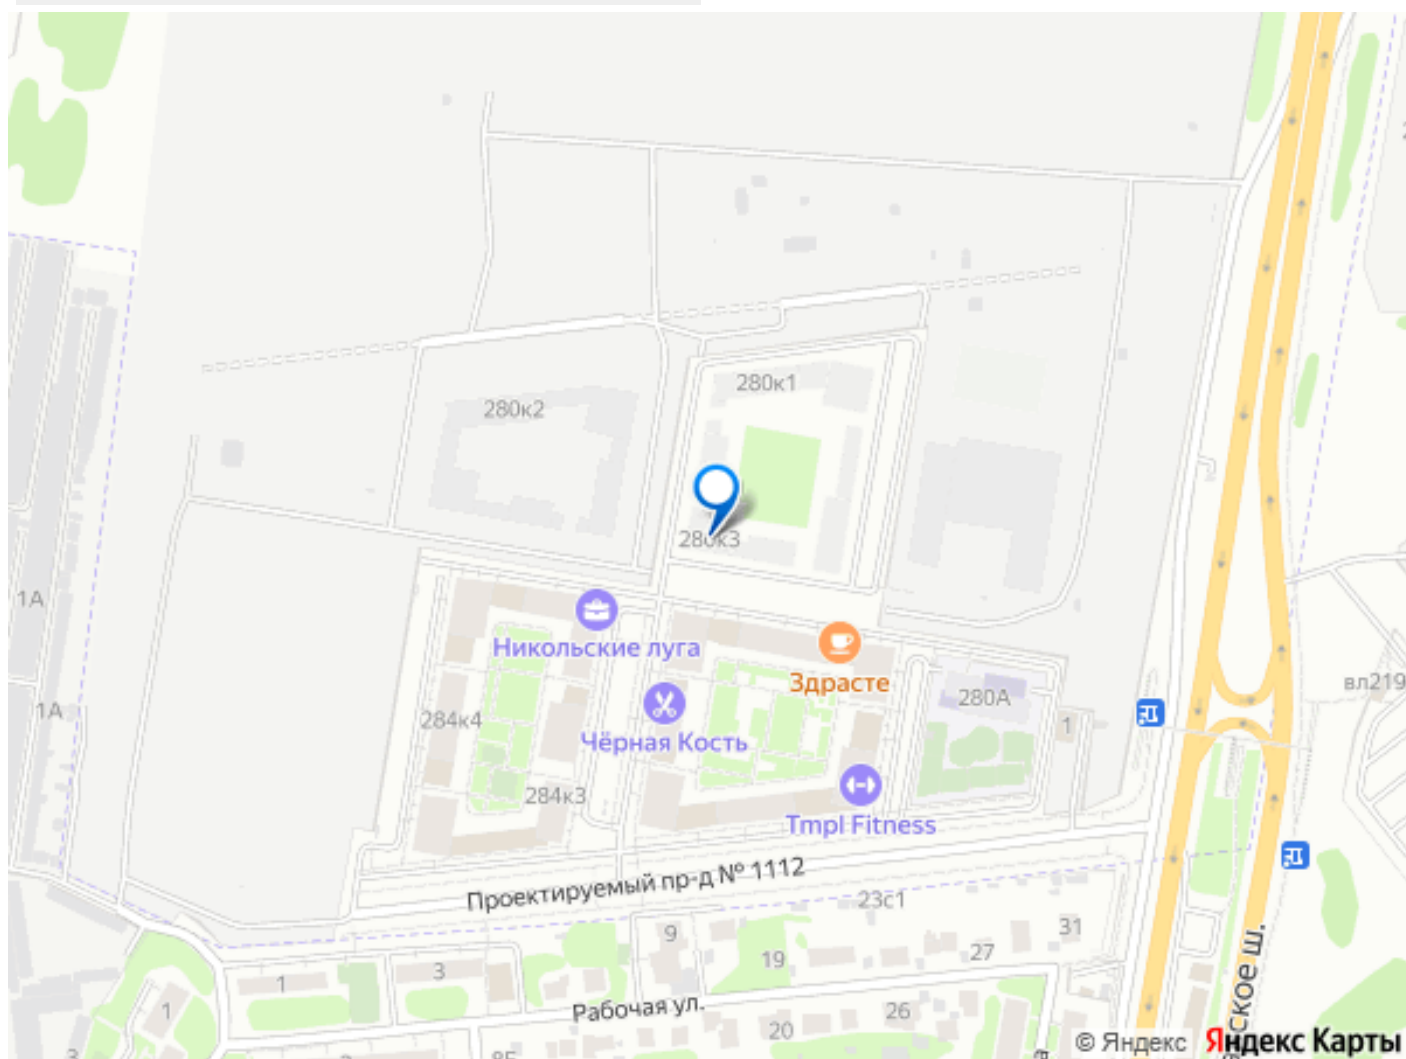 280к1
280к2
280к3
1А
Никольские луга
Здрасте
280А
вл219
1А
284к4
Чёрная Кость
1
284к3
Tmpl Fitness
Проектируемый пр-д № 1112
23с1
9
31
19
27
1
3
1
Рабочая ул.
26
20
ское ш.
© Яндекс
Яндекс Карты